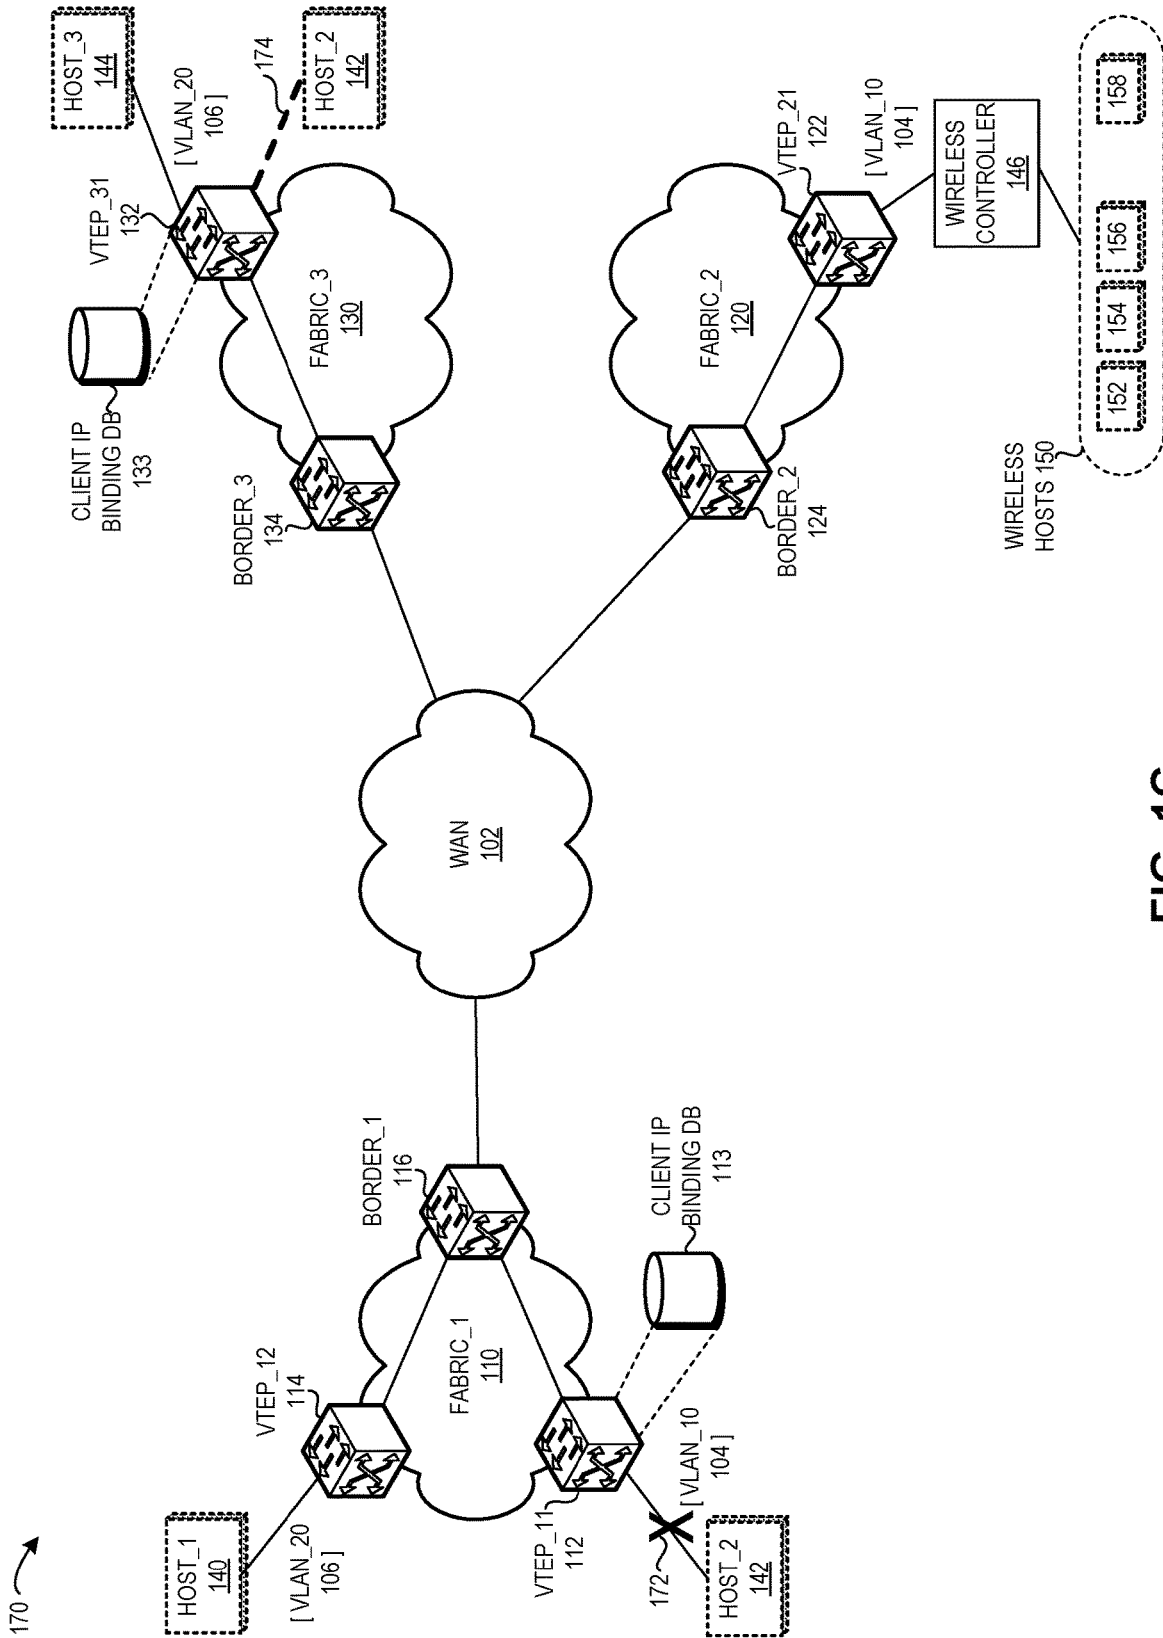 170
HOST_1
140
[ VLAN_20
106 ]
VTEP_12
114
FABRIC_1
110
BORDER_1
116
VTEP_11
112
172
[ VLAN_10
104 ]
HOST_2
142
CLIENT IP
BINDING DB
113
WAN
102
CLIENT IP
BINDING DB
133
VTEP_31
132
HOST_3
144
[ VLAN_20
106 ]
174
HOST_2
142
BORDER_3
134
FABRIC_3
130
BORDER_2
124
FABRIC_2
120
VTEP_21
122
[ VLAN_10
104 ]
WIRELESS
CONTROLLER
146
WIRELESS
HOSTS 150
152
154
156
158